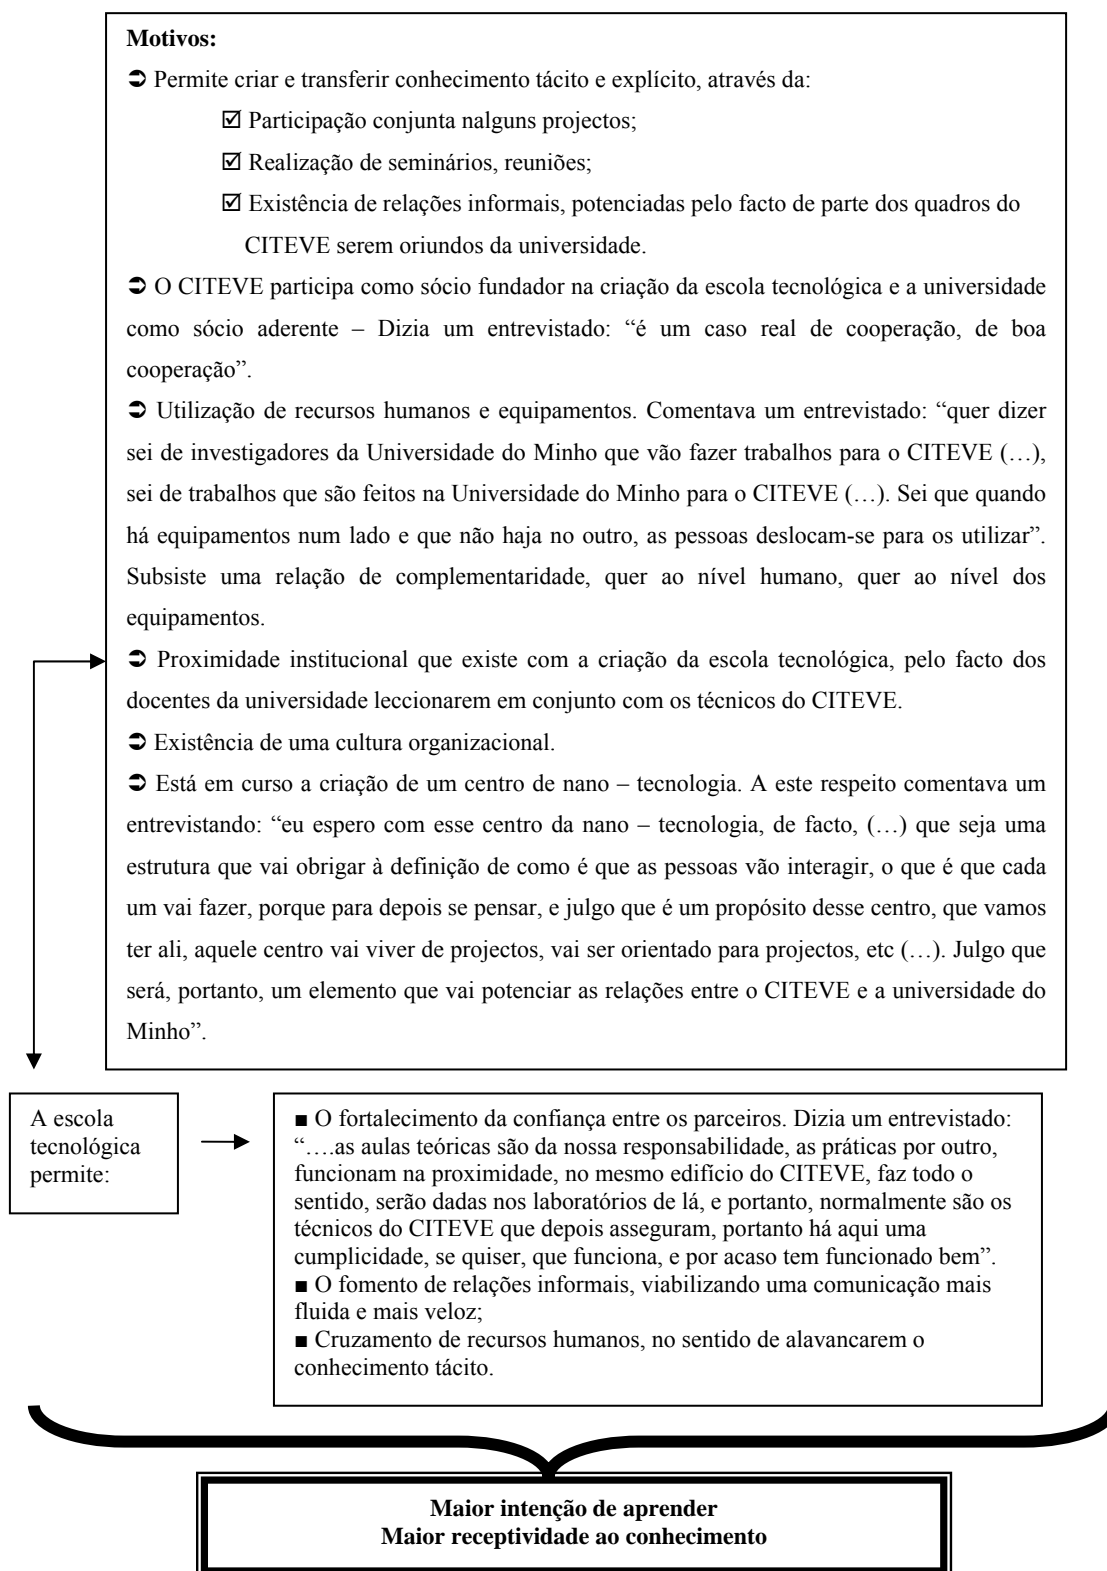 Motivos:
➲ Permite criar e transferir conhecimento tácito e explícito, através da:
☑ Participação conjunta nalguns projectos;
☑ Realização de seminários, reuniões;
☑ Existência de relações informais, potenciadas pelo facto de parte dos quadros do
CITEVE serem oriundos da universidade.
➲ O CITEVE participa como sócio fundador na criação da escola tecnológica e a universidade
como sócio aderente – Dizia um entrevistado: “é um caso real de cooperação, de boa
cooperação”.
➲ Utilização de recursos humanos e equipamentos. Comentava um entrevistado: “quer dizer
sei de investigadores da Universidade do Minho que vão fazer trabalhos para o CITEVE (…),
sei de trabalhos que são feitos na Universidade do Minho para o CITEVE (…). Sei que quando
há equipamentos num lado e que não haja no outro, as pessoas deslocam-se para os utilizar”.
Subsiste uma relação de complementaridade, quer ao nível humano, quer ao nível dos
equipamentos.
➲ Proximidade institucional que existe com a criação da escola tecnológica, pelo facto dos
docentes da universidade leccionarem em conjunto com os técnicos do CITEVE.
➲ Existência de uma cultura organizacional.
➲ Está em curso a criação de um centro de nano – tecnologia. A este respeito comentava um
entrevistando: “eu espero com esse centro da nano – tecnologia, de facto, (…) que seja uma
estrutura que vai obrigar à definição de como é que as pessoas vão interagir, o que é que cada
um vai fazer, porque para depois se pensar, e julgo que é um propósito desse centro, que vamos
ter ali, aquele centro vai viver de projectos, vai ser orientado para projectos, etc (…). Julgo que
será, portanto, um elemento que vai potenciar as relações entre o CITEVE e a universidade do
Minho”.
A escola
tecnológica
permite:
■ O fortalecimento da confiança entre os parceiros. Dizia um entrevistado:
“….as aulas teóricas são da nossa responsabilidade, as práticas por outro,
funcionam na proximidade, no mesmo edifício do CITEVE, faz todo o
sentido, serão dadas nos laboratórios de lá, e portanto, normalmente são os
técnicos do CITEVE que depois asseguram, portanto há aqui uma
cumplicidade, se quiser, que funciona, e por acaso tem funcionado bem”.
■ O fomento de relações informais, viabilizando uma comunicação mais
fluida e mais veloz;
■ Cruzamento de recursos humanos, no sentido de alavancarem o
conhecimento tácito.
Maior intenção de aprender
Maior receptividade ao conhecimento